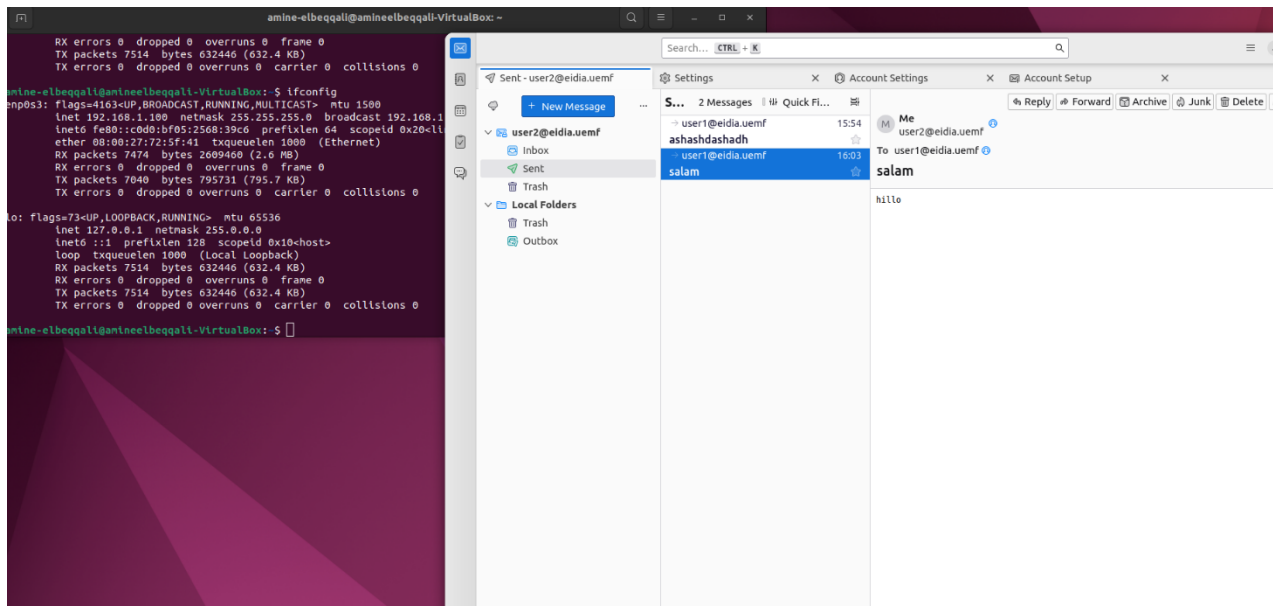 amine-elbeqqali@amineelbeqqali-VirtualBox: ~
RX errors 0 dropped 0 overruns 0 frame 0
TX packets 7514 bytes 632446 (632.4 KB)
TX errors 0 dropped 0 overruns 0 carrier 0 collisions 0
amine-elbeqqali@amineelbeqqali-VirtualBox:~$ ifconfig
enp0s3: flags=4163<UP,BROADCAST,RUNNING,MULTICAST> mtu 1500
inet 192.168.1.100 netmask 255.255.255.0 broadcast 192.168.1
inet6 fe80::c0d0:bf05:2568:39c6 prefixlen 64 scopeid 0x20<li
ether 08:00:27:72:5f:41 txqueuelen 1000 (Ethernet)
RX packets 7474 bytes 2609460 (2.6 MB)
RX errors 0 dropped 0 overruns 0 frame 0
TX packets 7040 bytes 795731 (795.7 KB)
TX errors 0 dropped 0 overruns 0 carrier 0 collisions 0
lo: flags=73<UP,LOOPBACK,RUNNING> mtu 65536
inet 127.0.0.1 netmask 255.0.0.0
inet6 ::1 prefixlen 128 scopeid 0x10<host>
loop txqueuelen 1000 (Local Loopback)
RX packets 7514 bytes 632446 (632.4 KB)
RX errors 0 dropped 0 overruns 0 frame 0
TX packets 7514 bytes 632446 (632.4 KB)
TX errors 0 dropped 0 overruns 0 carrier 0 collisions 0
amine-elbeqqali@amineelbeqqali-VirtualBox:~$
Search... CTRL + K
Sent - user2@eidia.uemf
Settings
Account Settings
Account Setup
+ New Message
user2@eidia.uemf
Inbox
Sent
Trash
Local Folders
Trash
Outbox
S... 2 Messages Quick Fi...
user1@eidia.uemf 15:54
ashashdashadh
user1@eidia.uemf 16:03
salam
Reply Forward Archive Junk Delete
M Me
user2@eidia.uemf
To user1@eidia.uemf
salam
hillo